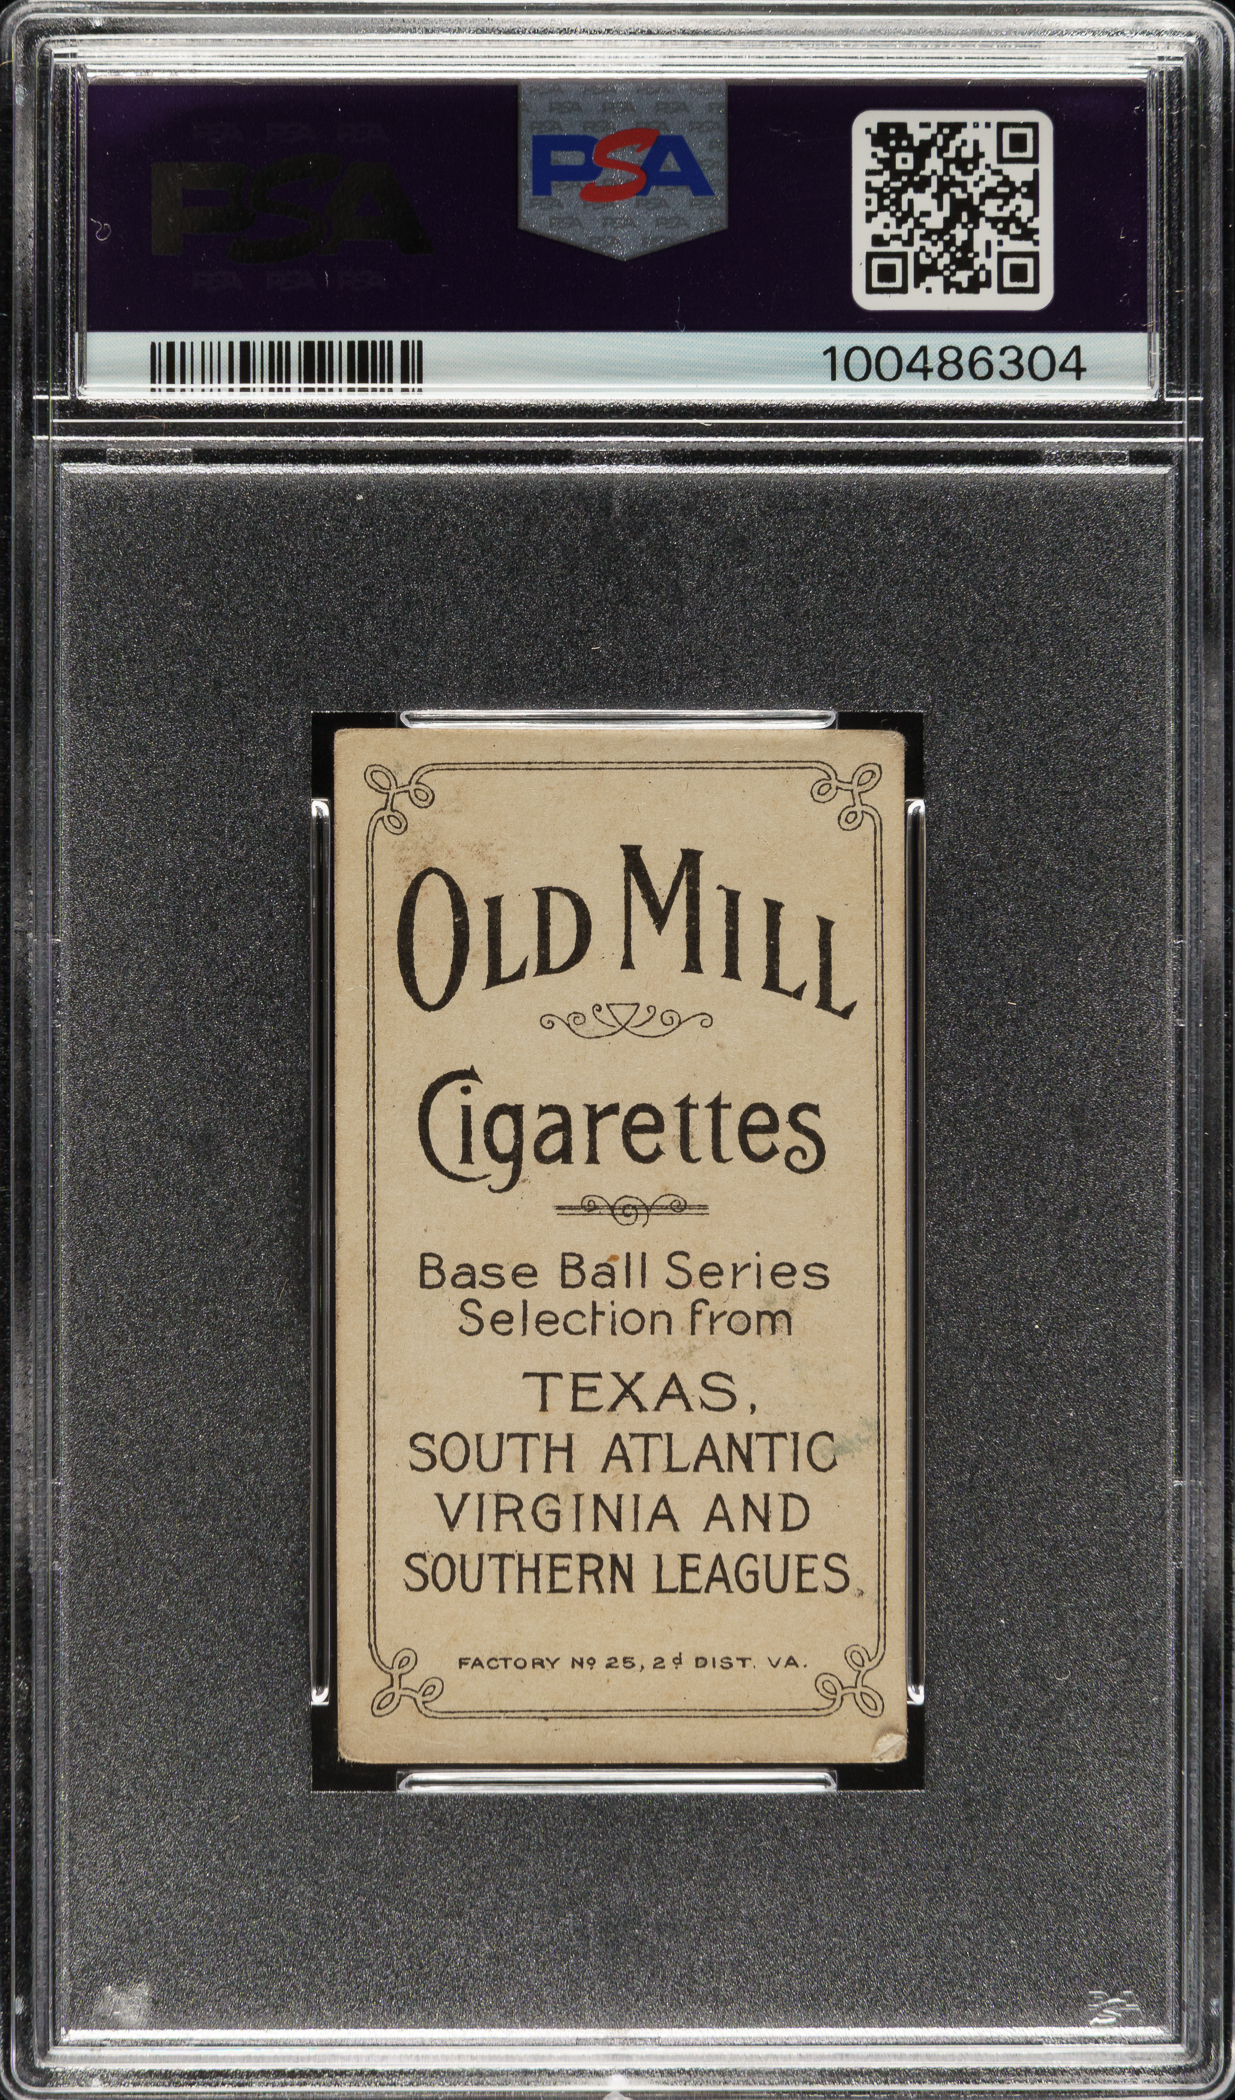 PSA
PSA
100486304
OLD MILL
Cigarettes
Base Ball Series
Selection from
TEXAS,
SOUTH ATLANTIC
VIRGINIA AND
SOUTHERN LEAGUES.
FACTORY Nº 25, 2d DIST. VA.
PSA